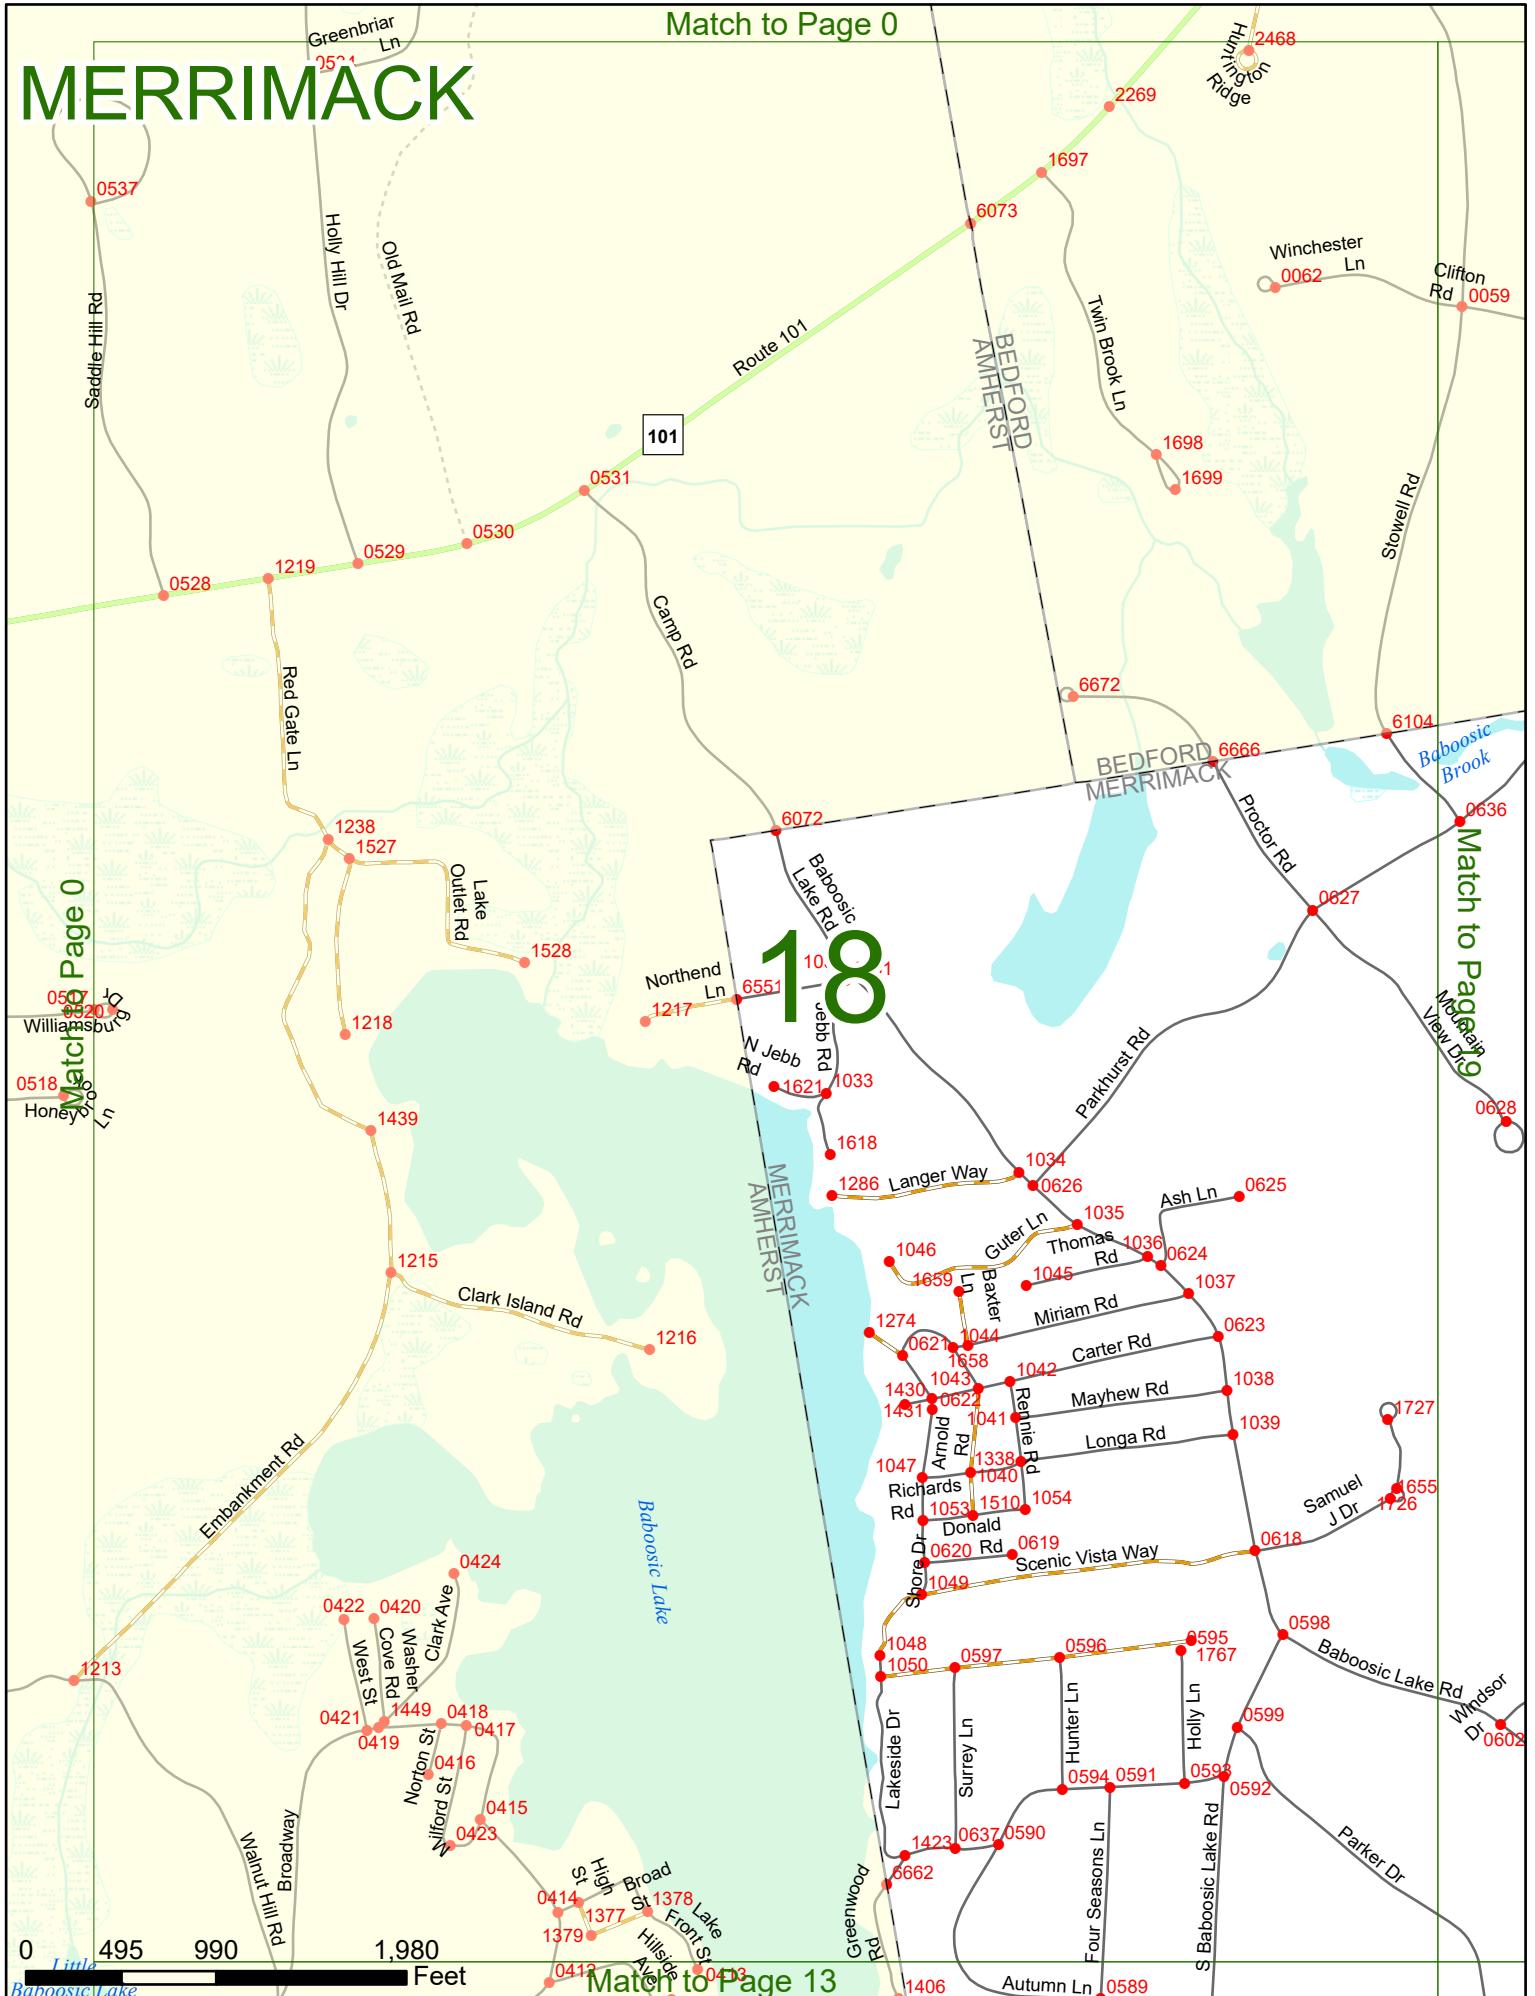 Match to Page 0
MERRIMACK
Greenbriar
Ln
Hunt
ington
Ridge
2468
2269
1697
6073
0537
Holly Hill Dr
Old Mail Rd
Saddle Hill Rd
Route 101
101
BEDFORD
AMHERST
Twin Brook Ln
Winchester
Ln
0062
Clifton
Rd
0059
1698
1699
Stowell Rd
0531
0530
0529
1219
0528
Camp Rd
Red Gate Ln
6672
6104
6666
BEDFORD
MERRIMACK
Baboosic
Brook
0636
Proctor Rd
6072
1238
1527
Lake
Outlet Rd
1528
Baboosic
Lake Rd
0627
Match to Page 0
Match to Page 19
18
Northend
Ln
6551
1217
0517
0520
Williamsburg
Dr
1218
0518
Honey
Ln
N Jebb
Rd
Jebb Rd
1621
1033
Parkhurst Rd
Mountain
View Dr
0628
1439
1618
1034
1286
Langer Way
0626
Ash Ln
0625
MERRIMACK
AMHERST
1035
Guter Ln
Thomas
Rd
1036
0624
1046
1659
Baxter
Ln
1045
1037
1215
Clark Island Rd
1216
1274
0621
1044
1658
Miriam Rd
0623
Carter Rd
1043
1042
1430
0622
1431
1041
Rennie Rd
Mayhew Rd
1038
1727
Arnold
Rd
1039
Longa Rd
1338
1047
1040
Richards
Rd
1053
1510
1054
Samuel
J Dr
1655
1726
Embankment Rd
Baboosic Lake
Donald
Rd
0620
0619
Scenic Vista Way
0618
Shore Dr
1049
0424
0422
0420
Clark Ave
Washer
Cove Rd
West St
1048
1050
0597
0596
0595
1767
0598
Baboosic Lake Rd
1213
1449
0421
0419
0418
0417
Norton St
0416
Milford St
Lakeside Dr
Surrey Ln
Hunter Ln
Holly Ln
0599
Windsor
Dr
0602
0594
0591
0593
0592
0415
0423
1423
0637
0590
6662
Walnut Hill Rd
Broadway
High
St
Broad
St
0414
1377
1378
1379
Lake
Front St
Hillside
Ave
Greenwood
Rd
Four Seasons Ln
S Baboosic Lake Rd
Parker Dr
0 495 990 1,980
Feet
Little
Baboosic Lake
0412
0413
Match to Page 13
1406
Autumn Ln
0589